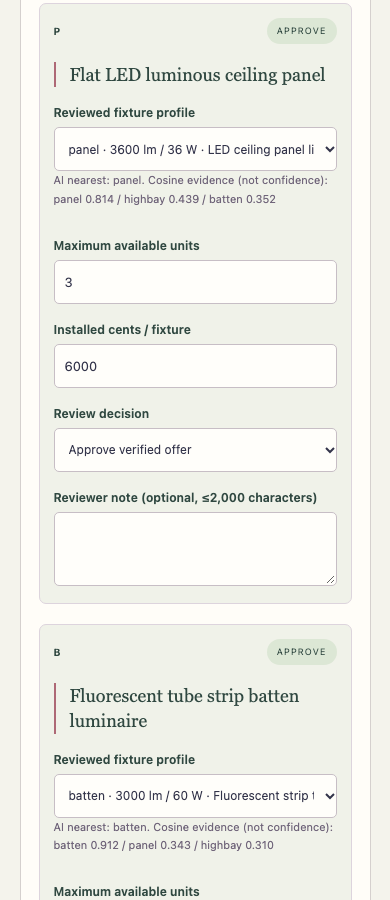 P
APPROVE
Flat LED luminous ceiling panel
Reviewed fixture profile
panel · 3600 lm / 36 W · LED ceiling panel li
AI nearest: panel. Cosine evidence (not confidence):
panel 0.814 / highbay 0.439 / batten 0.352
Maximum available units
3
Installed cents / fixture
6000
Review decision
Approve verified offer
Reviewer note (optional, ≤2,000 characters)
B
APPROVE
Fluorescent tube strip batten
luminaire
Reviewed fixture profile
batten · 3000 lm / 60 W · Fluorescent strip
AI nearest: batten. Cosine evidence (not confidence):
batten 0.912 / panel 0.343 / highbay 0.310
Maximum available units